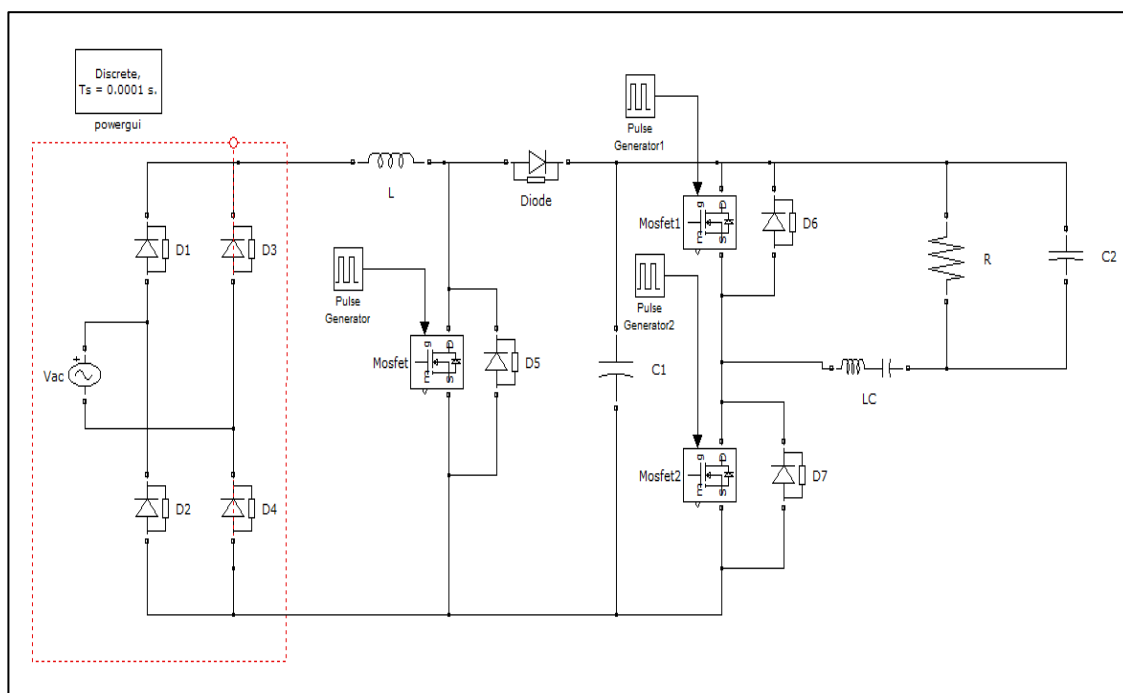 Discrete,
Ts = 0.0001 s.
powergui
Pulse
Generator1
L
Diode
g
D
m
S
Mosfet1
D6
D1
D3
R
C2
Pulse
Generator
Pulse
Generator2
Vac
+
g
D
m
S
Mosfet
D5
C1
LC
g
D
m
S
Mosfet2
D7
D2
D4